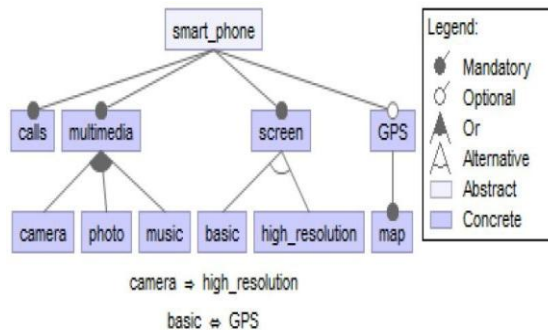 smart_phone
Legend:
Mandatory
Optional
Or
Alternative
Abstract
Concrete
calls multimedia screen GPS
camera photo music basic high_resolution map
camera ⇒ high_resolution
basic ⇔ GPS